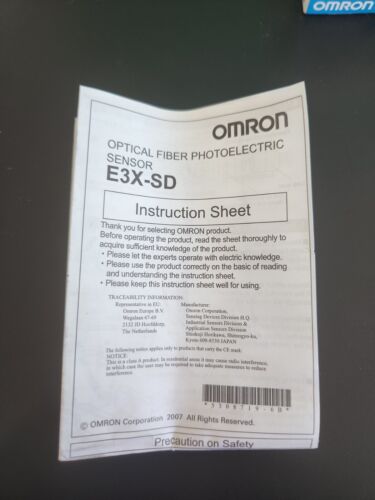 OMRON
OMRON
OPTICAL FIBER PHOTOELECTRIC
SENSOR
E3X-SD
Instruction Sheet
Thank you for selecting OMRON product.
Before operating the product, read the sheet thoroughly to
acquire sufficient knowledge of the product.
• Please let the experts operate with electric knowledge.
• Please use the product correctly on the basis of reading
and understanding the instruction sheet.
• Please keep this instruction sheet well for using.
TRACEABILITY INFORMATION:
Representative in EU: Manufacturer:
Omron Europe B.V. Omron Corporation,
Wegalaan 67-69 Sensing Devices Division H.Q.
2132 JD Hoofddorp, Industrial Sensors Division &
The Netherlands Application Sensors Division
Shiokoji Horikawa, Shimogyo-ku,
Kyoto 600-8530 JAPAN
The following notice applies only to products that carry the CE mark:
NOTICE:
This is a class A product. In residential areas it may cause radio interference,
in which case the user may be required to take adequate measures to reduce
interference.
© OMRON Corporation 2007 All Rights Reserved.
Precaution on Safety